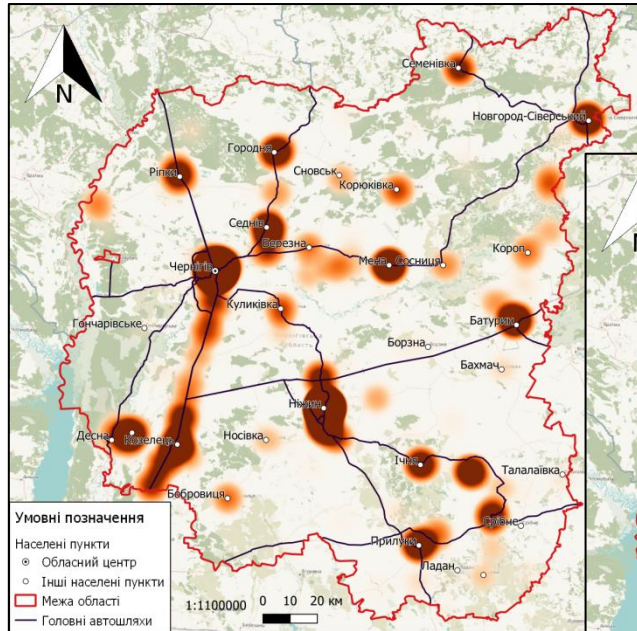 N
Семенівка
Новгород-Сіверський
Городня
Сновськ
Ріпки
Корюківка
Седнів
Березна
Короп
Мена
Сосниця
Чернігів
Куликівка
Гончарівське
Батурин
Борзна
Бахмач
Ніжин
Десна
Козелець
Носівка
Ічня
Талалаївка
Бобровиця
Срібне
Прилуки
Ладан
Умовні позначення
Населені пункти
Обласний центр
Інші населені пункти
Межа області
Головні автошляхи
1:1100000
0 10 20 км